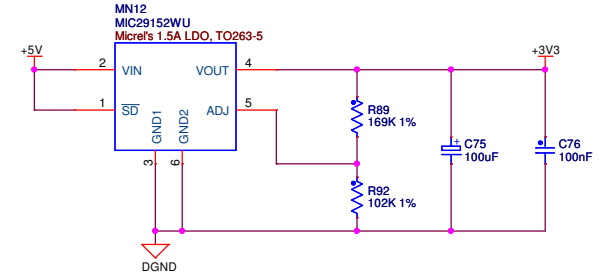 MN12
MIC29152WU
Micrel's 1.5A LDO, TO263-5
+5V
+3V3
2
VIN
VOUT
4
1
SD
ADJ
5
GND1
GND2
3
6
R89
169K 1%
R92
102K 1%
+
C75
100uF
C76
100nF
DGND